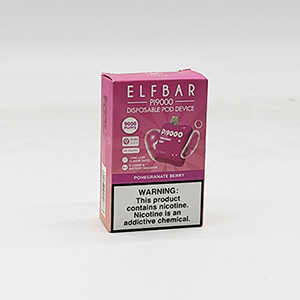 ELFBAR
PI9000
DISPOSABLE POD DEVICE
9000
PUFFS
PI9000
POMEGRANATE BERRY
WARNING:
This product
contains nicotine.
Nicotine is an
addictive chemical.